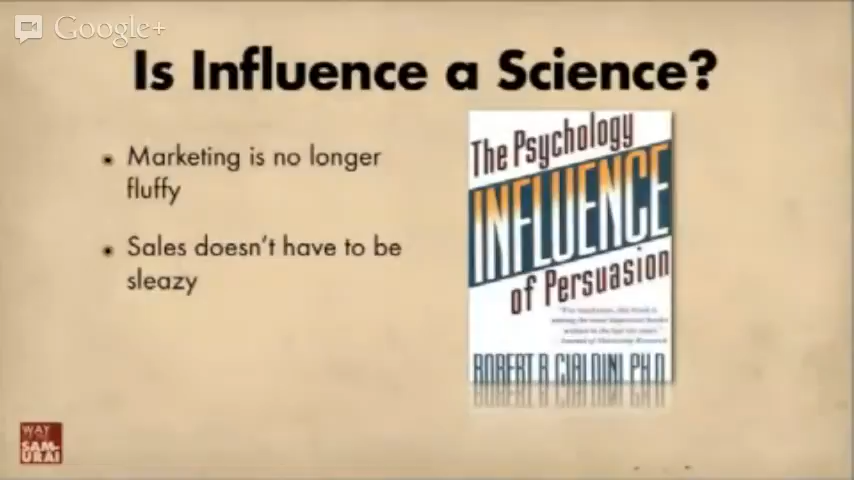 Google+
Is Influence a Science?
Marketing is no longer
fluffy
Sales doesn't have to be
sleazy
The Psychology
INFLUENCE
of Persuasion
ROBERT B CIALDINI, PH.D.
WAY
SAM-
URAI